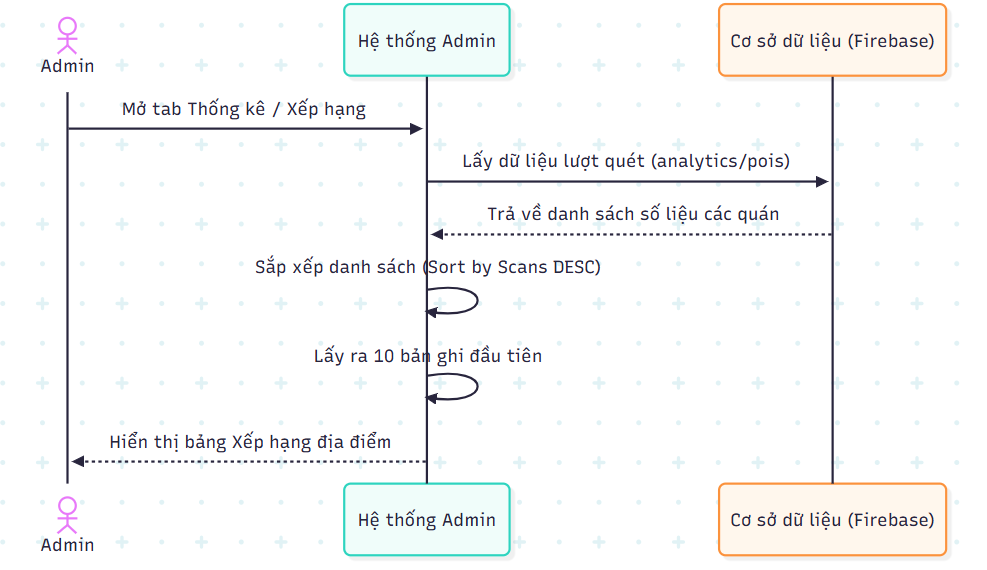 Admin
Hệ thống Admin
Cơ sở dữ liệu (Firebase)
Mở tab Thống kê / Xếp hạng
Lấy dữ liệu lượt quét (analytics/pois)
Trả về danh sách số liệu các quán
Sắp xếp danh sách (Sort by Scans DESC)
Lấy ra 10 bản ghi đầu tiên
Hiển thị bảng Xếp hạng địa điểm
Admin
Hệ thống Admin
Cơ sở dữ liệu (Firebase)